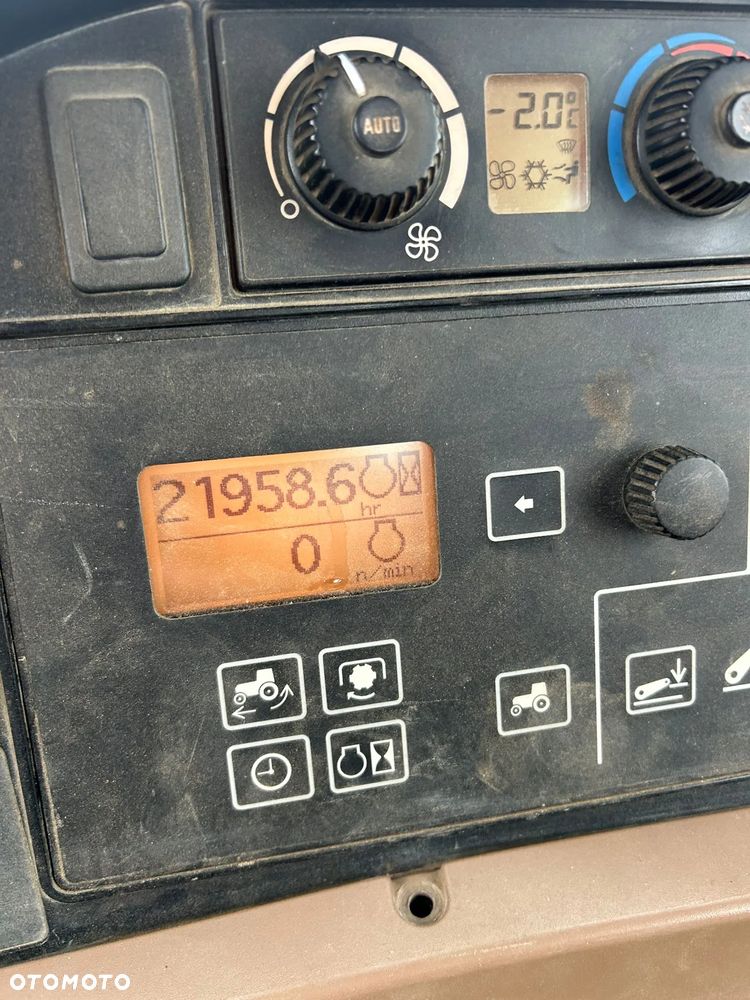 AUTO
-2.0°C
21958.6
hr
0
n/min
OTOMOTO